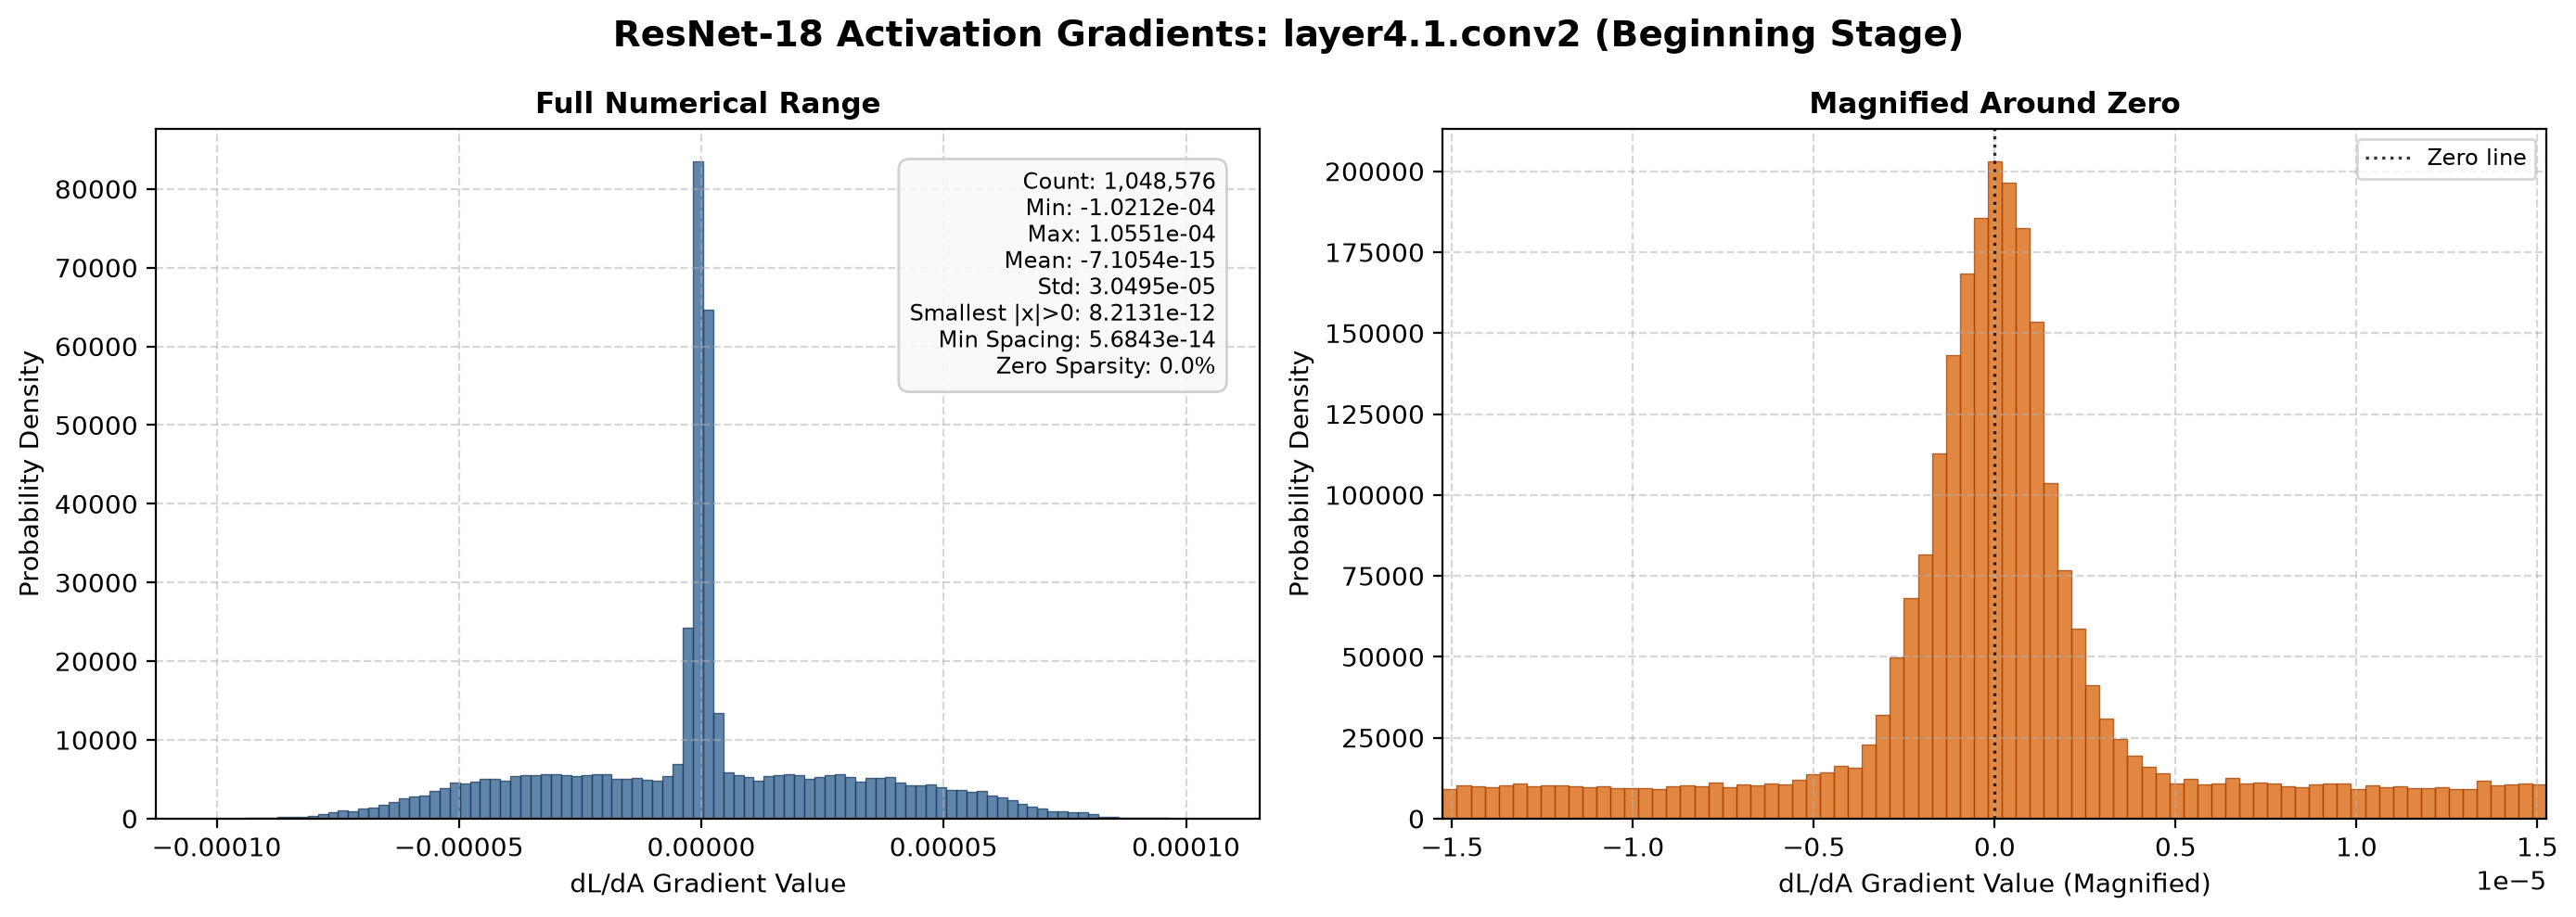 ResNet-18 Activation Gradients: layer4.1.conv2 (Beginning Stage)
Full Numerical Range
Probability Density
80000
70000
60000
50000
40000
30000
20000
10000
0
Count: 1,048,576
Min: -1.0212e-04
Max: 1.0551e-04
Mean: -7.1054e-15
Std: 3.0495e-05
Smallest |x|>0: 8.2131e-12
Min Spacing: 5.6843e-14
Zero Sparsity: 0.0%
−0.00010 −0.00005 0.00000 0.00005 0.00010
dL/dA Gradient Value
Magnified Around Zero
Probability Density
200000
175000
150000
125000
100000
75000
50000
25000
0
Zero line
−1.5 −1.0 −0.5 0.0 0.5 1.0 1.5
1e−5
dL/dA Gradient Value (Magnified)